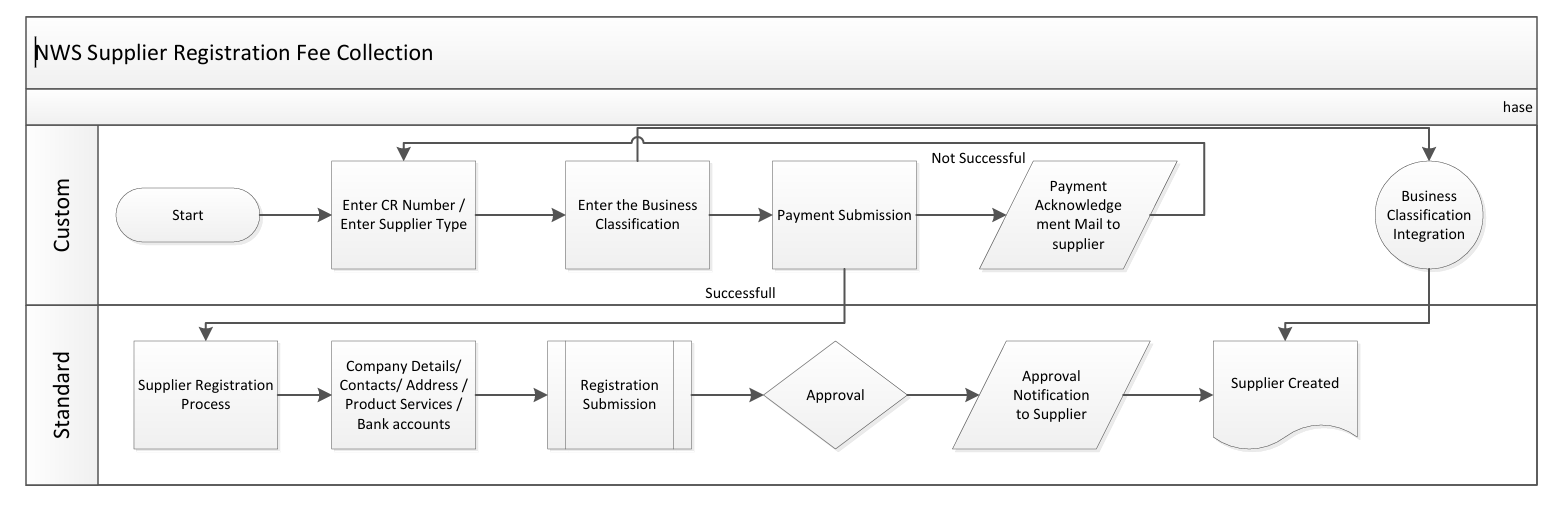 NWS Supplier Registration Fee Collection
hase
Custom
Start
Enter CR Number /
Enter Supplier Type
Enter the Business
Classification
Payment Submission
Not Successful
Payment
Acknowledge
ment Mail to
supplier
Business
Classification
Integration
Successfull
Standard
Supplier Registration
Process
Company Details/
Contacts/ Address /
Product Services /
Bank accounts
Registration
Submission
Approval
Approval
Notification
to Supplier
Supplier Created